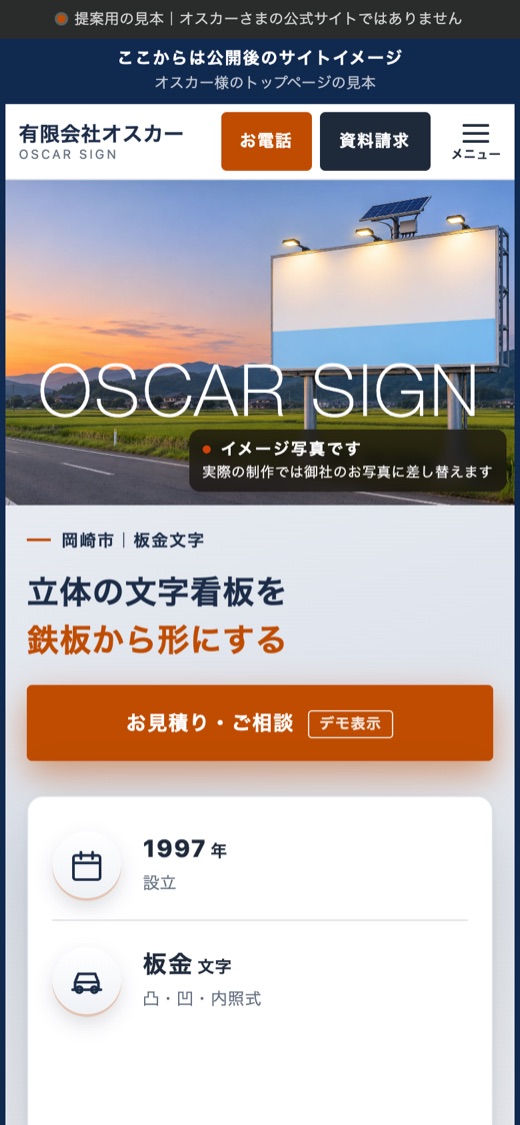 提案用の見本｜オスカーさまの公式サイトではありません
ここからは公開後のサイトイメージ
オスカー様のトップページの見本
有限会社オスカー
OSCAR SIGN
お電話
資料請求
メニュー
OSCAR SIGN
イメージ写真です
実際の制作では御社のお写真に差し替えます
岡崎市｜板金文字
立体の文字看板を
鉄板から形にする
お見積り・ご相談 デモ表示
1997年
設立
板金 文字
凸・凹・内照式